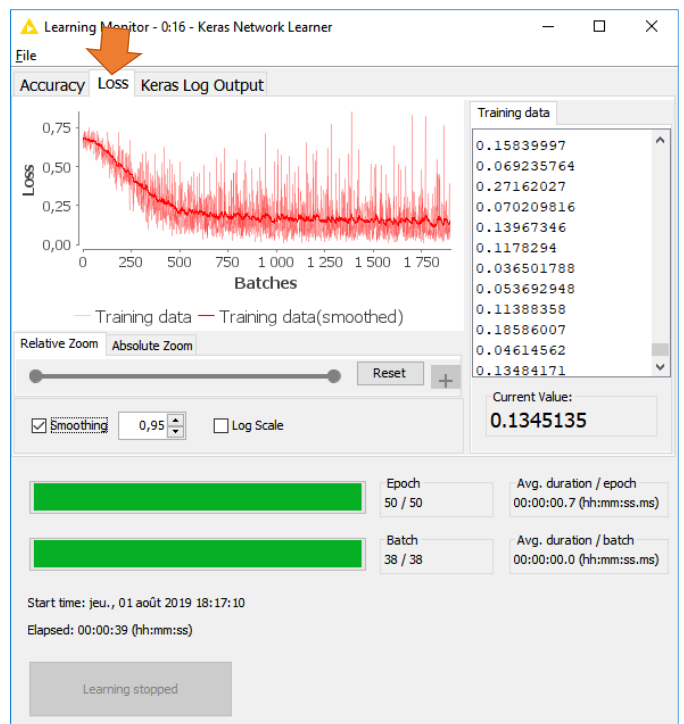 Learning Monitor - 0:16 - Keras Network Learner
File
Accuracy Loss Keras Log Output
0,75
0,50
0,25
0,00
Loss
0 250 500 750 1 000 1 250 1 500 1 750
Batches
Training data Training data(smoothed)
Training data
0.15839997
0.069235764
0.27162027
0.070209816
0.13967346
0.1178294
0.036501788
0.053692948
0.11388358
0.18586007
0.04614562
0.13484171
Relative Zoom Absolute Zoom
Reset
+
Smoothing 0,95 Log Scale
Current Value:
0.1345135
Epoch
50 / 50
Avg. duration / epoch
00:00:00.7 (hh:mm:ss.ms)
Batch
38 / 38
Avg. duration / batch
00:00:00.0 (hh:mm:ss.ms)
Start time: jeu., 01 août 2019 18:17:10
Elapsed: 00:00:39 (hh:mm:ss)
Learning stopped